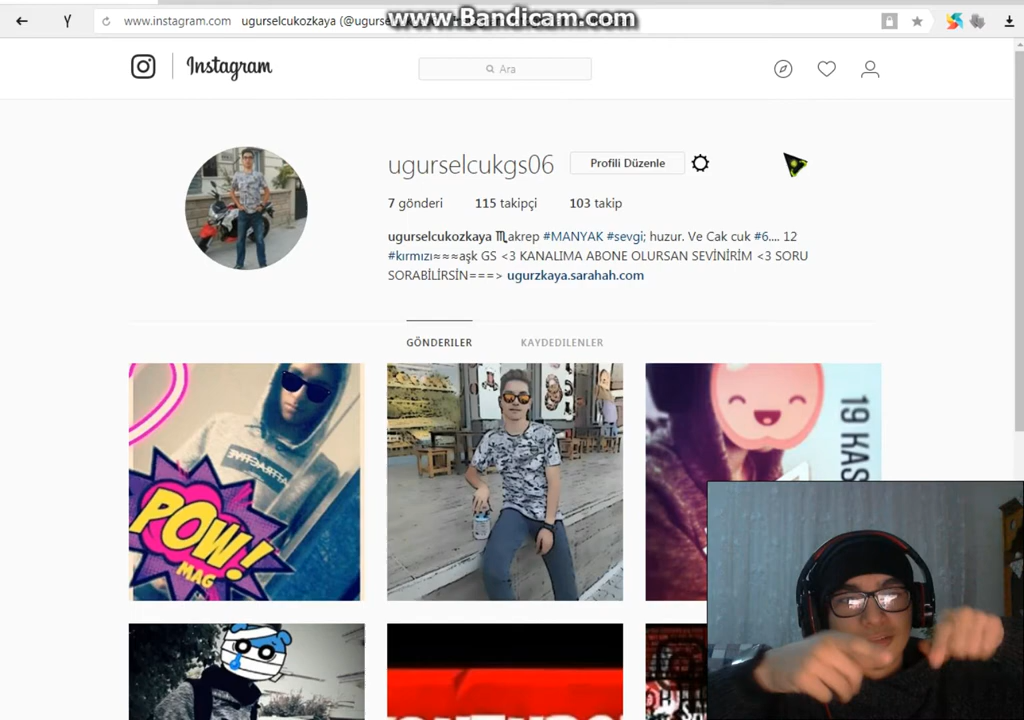 www.Bandicam.com
Y www.instagram.com ugurselcukozkaya (@ugurse
Instagram
Ara
ugurselcukgs06 Profili Düzenle
7 gönderi 115 takipçi 103 takip
ugurselcukozkaya ♏akrep #MANYAK #sevgi; huzur. Ve Cak cuk #6.... 12
#kırmızı≈≈≈aşk GS <3 KANALIMA ABONE OLURSAN SEVİNİRİM <3 SORU
SORABİLİRSİN===> ugurzkaya.sarahah.com
GÖNDERİLER KAYDEDILENLER
19 KAS
POW!
MAG